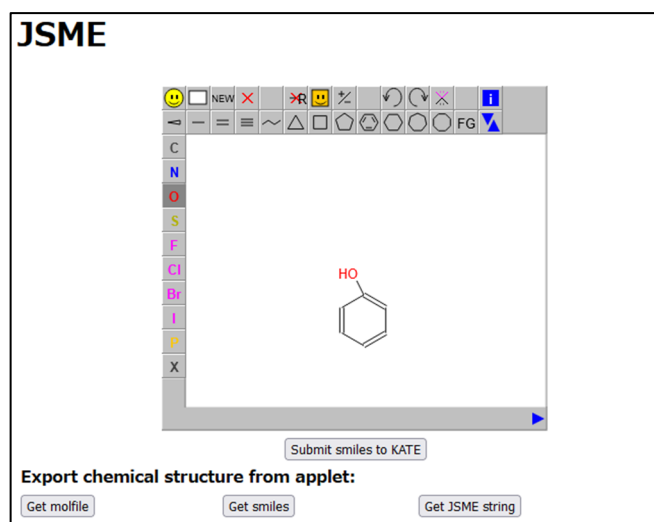 JSME
NEW
R
+/-
i
FG
C
N
O
S
F
Cl
Br
I
P
X
HO
Submit smiles to KATE
Export chemical structure from applet:
Get molfile Get smiles Get JSME string